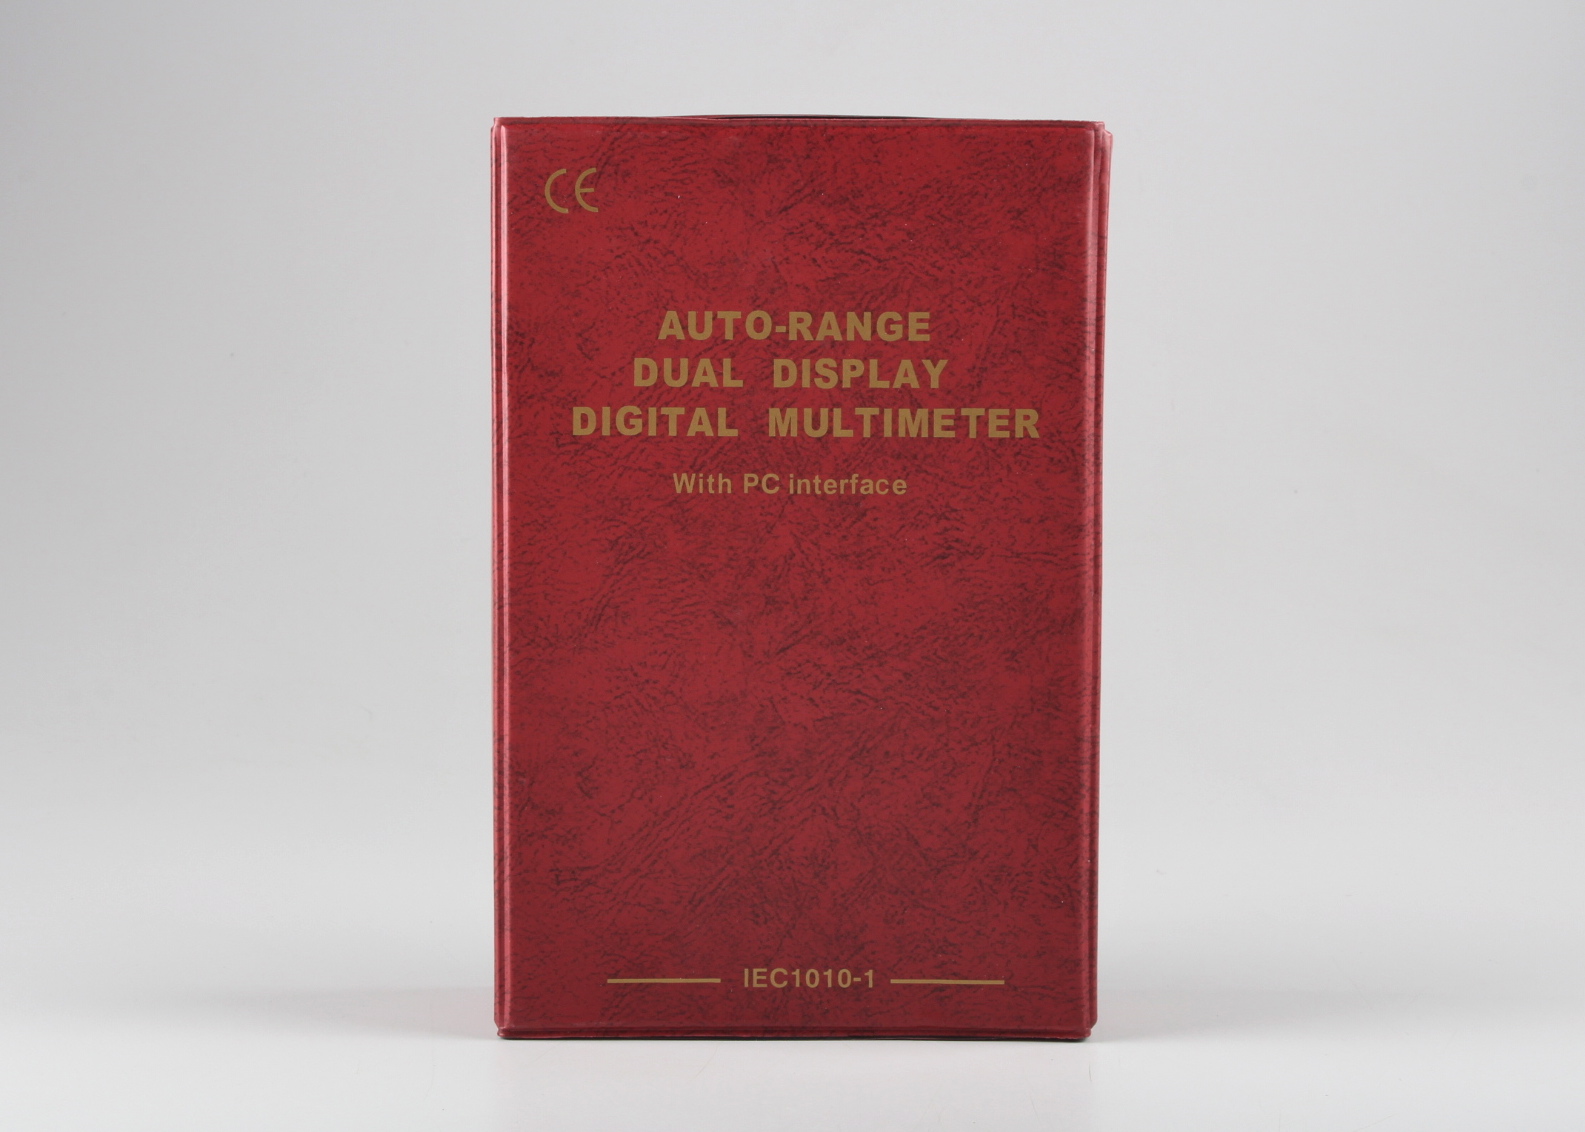 CE
AUTO-RANGE
DUAL DISPLAY
DIGITAL MULTIMETER
With PC interface
IEC1010-1